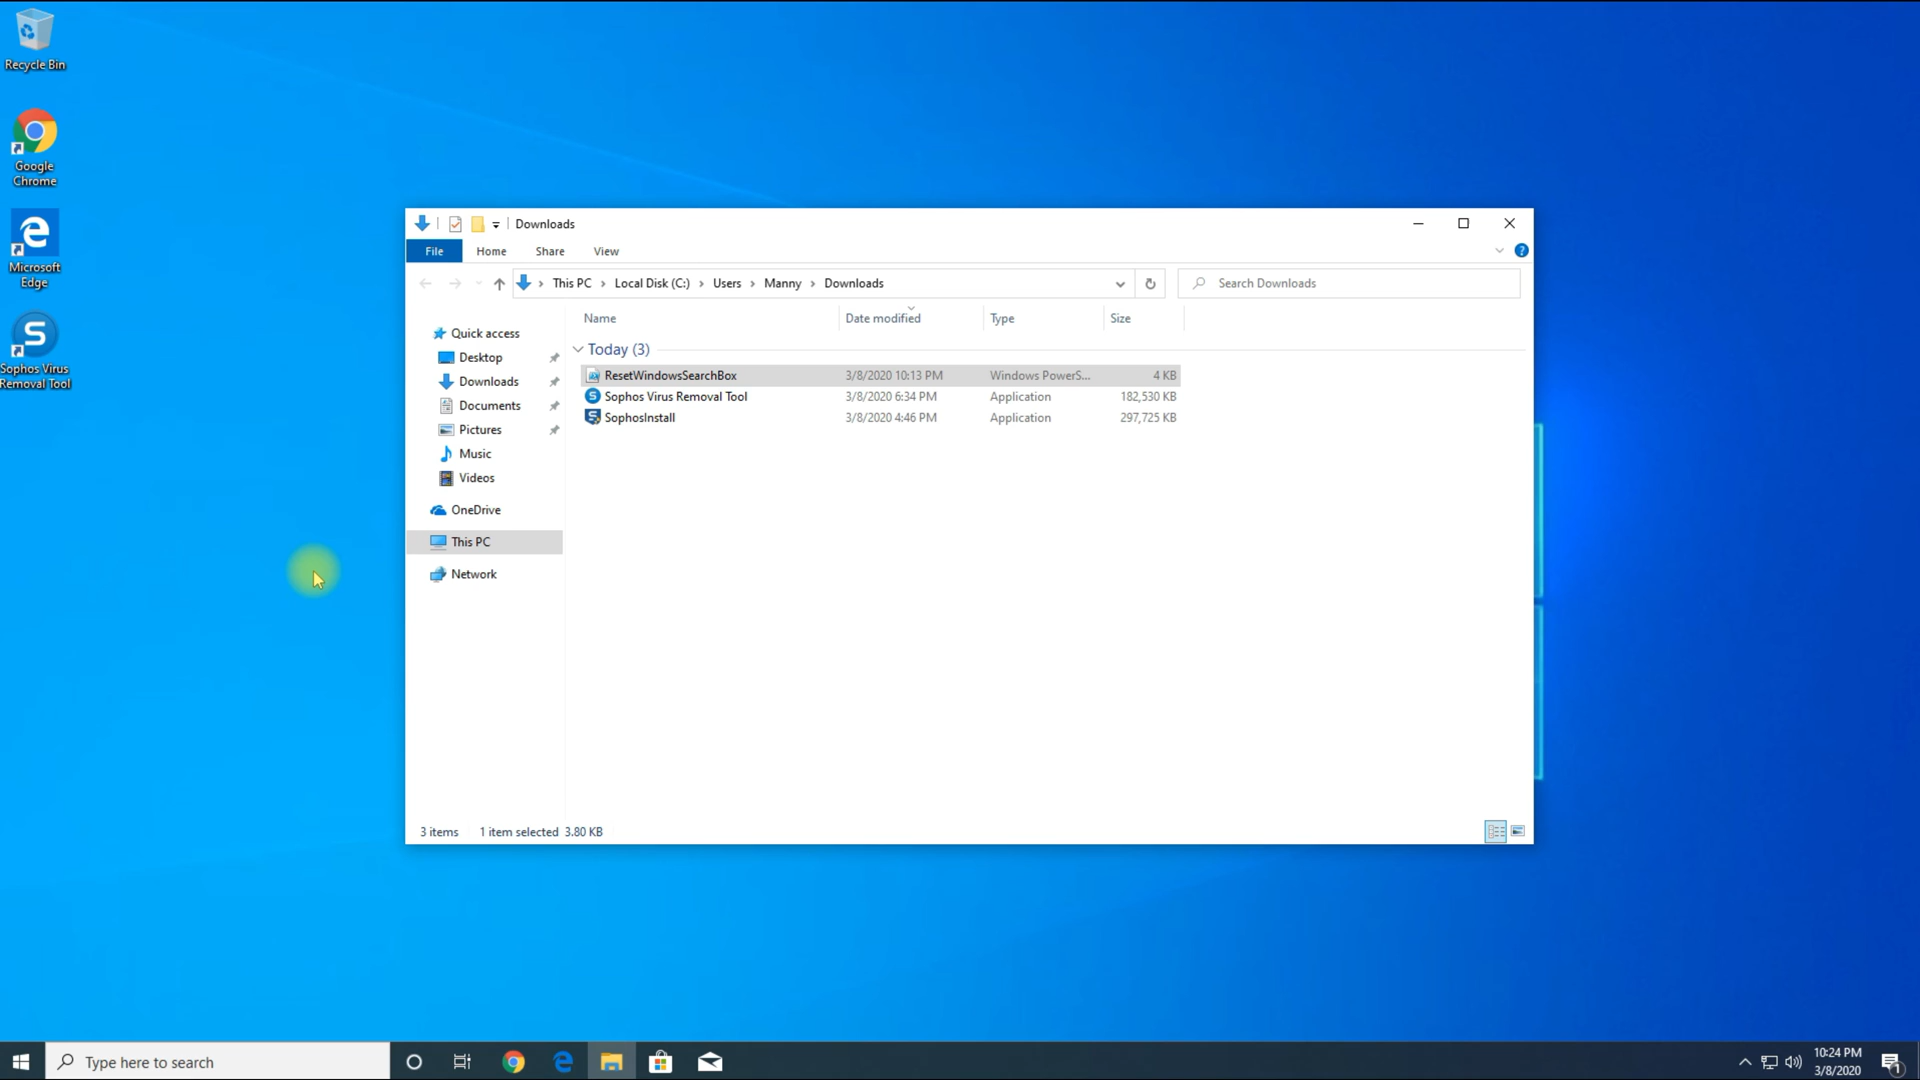 Recycle Bin
Google
Chrome
Microsoft
Edge
Sophos Virus
Removal Tool
Downloads
File Home Share View
This PC > Local Disk (C:) > Users > Manny > Downloads
Search Downloads
Name Date modified Type Size
Today (3)
ResetWindowsSearchBox 3/8/2020 10:13 PM Windows PowerS... 4 KB
Sophos Virus Removal Tool 3/8/2020 6:34 PM Application 182,530 KB
SophosInstall 3/8/2020 4:46 PM Application 297,725 KB
Quick access
Desktop
Downloads
Documents
Pictures
Music
Videos
OneDrive
This PC
Network
3 items 1 item selected 3.80 KB
Type here to search
10:24 PM
3/8/2020
1